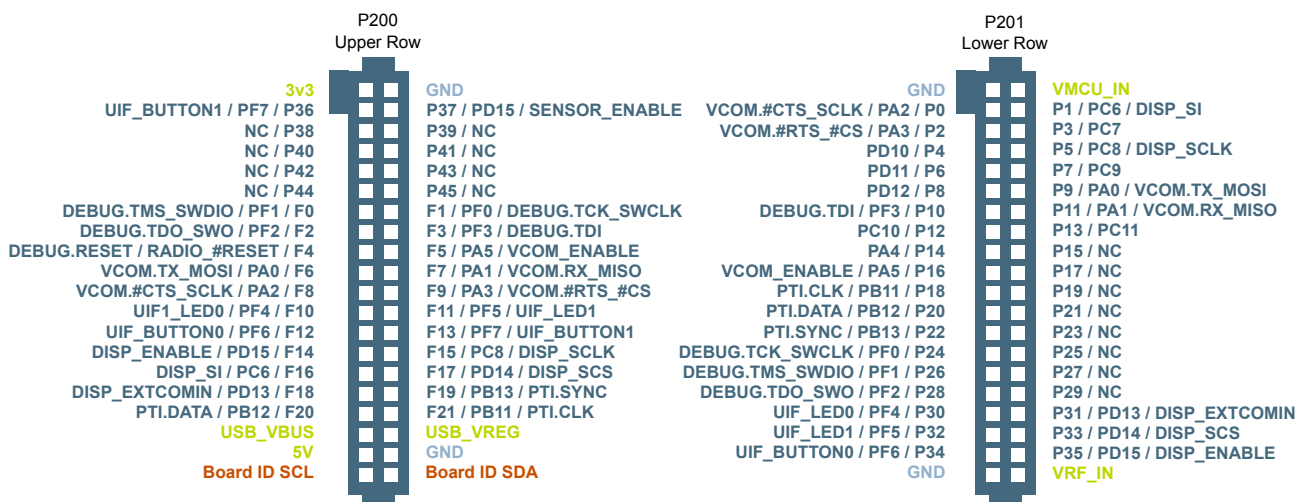 P200
Upper Row
3v3 GND
UIF_BUTTON1 / PF7 / P36 P37 / PD15 / SENSOR_ENABLE
NC / P38 P39 / NC
NC / P40 P41 / NC
NC / P42 P43 / NC
NC / P44 P45 / NC
DEBUG.TMS_SWDIO / PF1 / F0 F1 / PF0 / DEBUG.TCK_SWCLK
DEBUG.TDO_SWO / PF2 / F2 F3 / PF3 / DEBUG.TDI
DEBUG.RESET / RADIO_#RESET / F4 F5 / PA5 / VCOM_ENABLE
VCOM.TX_MOSI / PA0 / F6 F7 / PA1 / VCOM.RX_MISO
VCOM.#CTS_SCLK / PA2 / F8 F9 / PA3 / VCOM.#RTS_#CS
UIF1_LED0 / PF4 / F10 F11 / PF5 / UIF_LED1
UIF_BUTTON0 / PF6 / F12 F13 / PF7 / UIF_BUTTON1
DISP_ENABLE / PD15 / F14 F15 / PC8 / DISP_SCLK
DISP_SI / PC6 / F16 F17 / PD14 / DISP_SCS
DISP_EXTCOMIN / PD13 / F18 F19 / PB13 / PTI.SYNC
PTI.DATA / PB12 / F20 F21 / PB11 / PTI.CLK
USB_VBUS USB_VREG
5V GND
Board ID SCL Board ID SDA
P201
Lower Row
GND VMCU_IN
VCOM.#CTS_SCLK / PA2 / P0 P1 / PC6 / DISP_SI
VCOM.#RTS_#CS / PA3 / P2 P3 / PC7
PD10 / P4 P5 / PC8 / DISP_SCLK
PD11 / P6 P7 / PC9
PD12 / P8 P9 / PA0 / VCOM.TX_MOSI
DEBUG.TDI / PF3 / P10 P11 / PA1 / VCOM.RX_MISO
PC10 / P12 P13 / PC11
PA4 / P14 P15 / NC
VCOM_ENABLE / PA5 / P16 P17 / NC
PTI.CLK / PB11 / P18 P19 / NC
PTI.DATA / PB12 / P20 P21 / NC
PTI.SYNC / PB13 / P22 P23 / NC
DEBUG.TCK_SWCLK / PF0 / P24 P25 / NC
DEBUG.TMS_SWDIO / PF1 / P26 P27 / NC
DEBUG.TDO_SWO / PF2 / P28 P29 / NC
UIF_LED0 / PF4 / P30 P31 / PD13 / DISP_EXTCOMIN
UIF_LED1 / PF5 / P32 P33 / PD14 / DISP_SCS
UIF_BUTTON0 / PF6 / P34 P35 / PD15 / DISP_ENABLE
GND VRF_IN